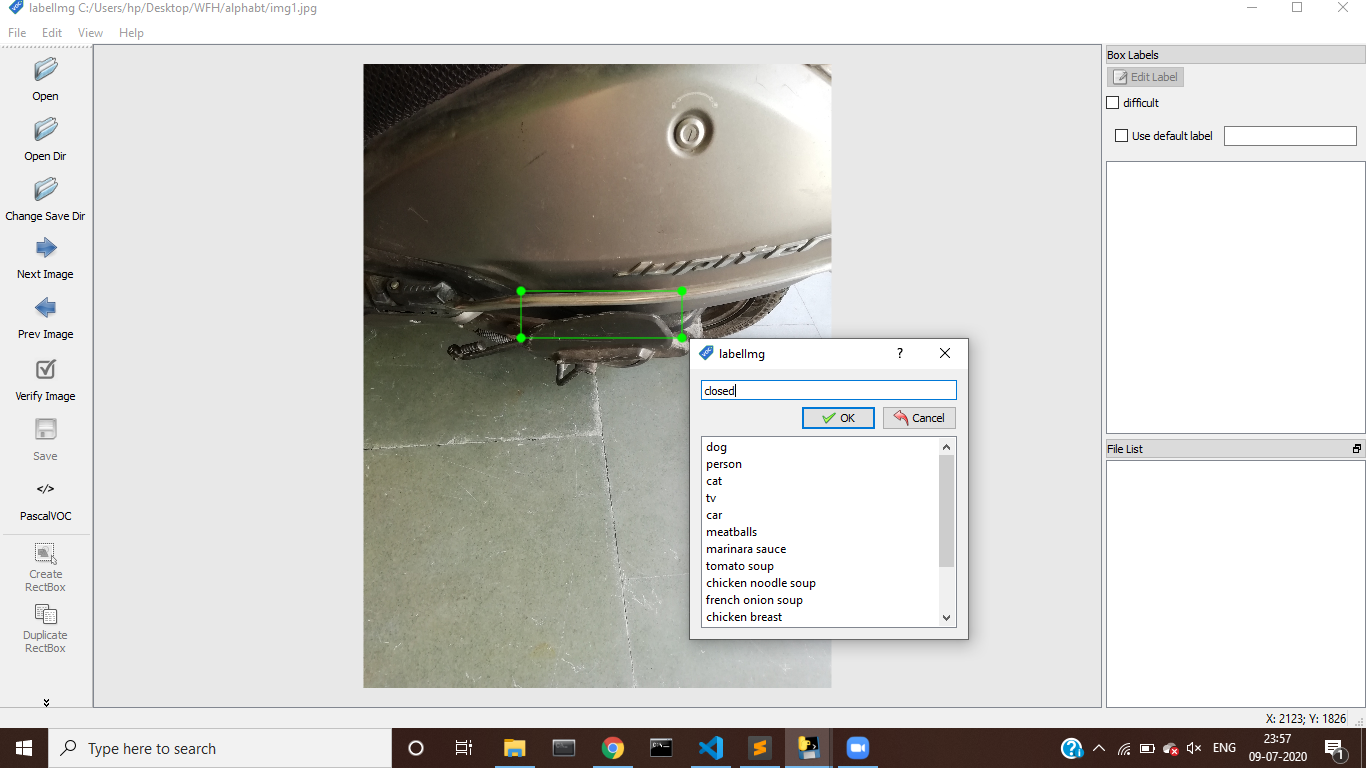 labelImg C:/Users/hp/Desktop/WFH/alphabt/img1.jpg
File Edit View Help
Open
Open Dir
Change Save Dir
Next Image
Prev Image
Verify Image
Save
</>
PascalVOC
Create
RectBox
Duplicate
RectBox
JUPITER
labelImg
?
closed
OK Cancel
dog
person
cat
tv
car
meatballs
marinara sauce
tomato soup
chicken noodle soup
french onion soup
chicken breast
Box Labels
Edit Label
difficult
Use default label
File List
X: 2123; Y: 1826
Type here to search
ENG
23:57
09-07-2020
1